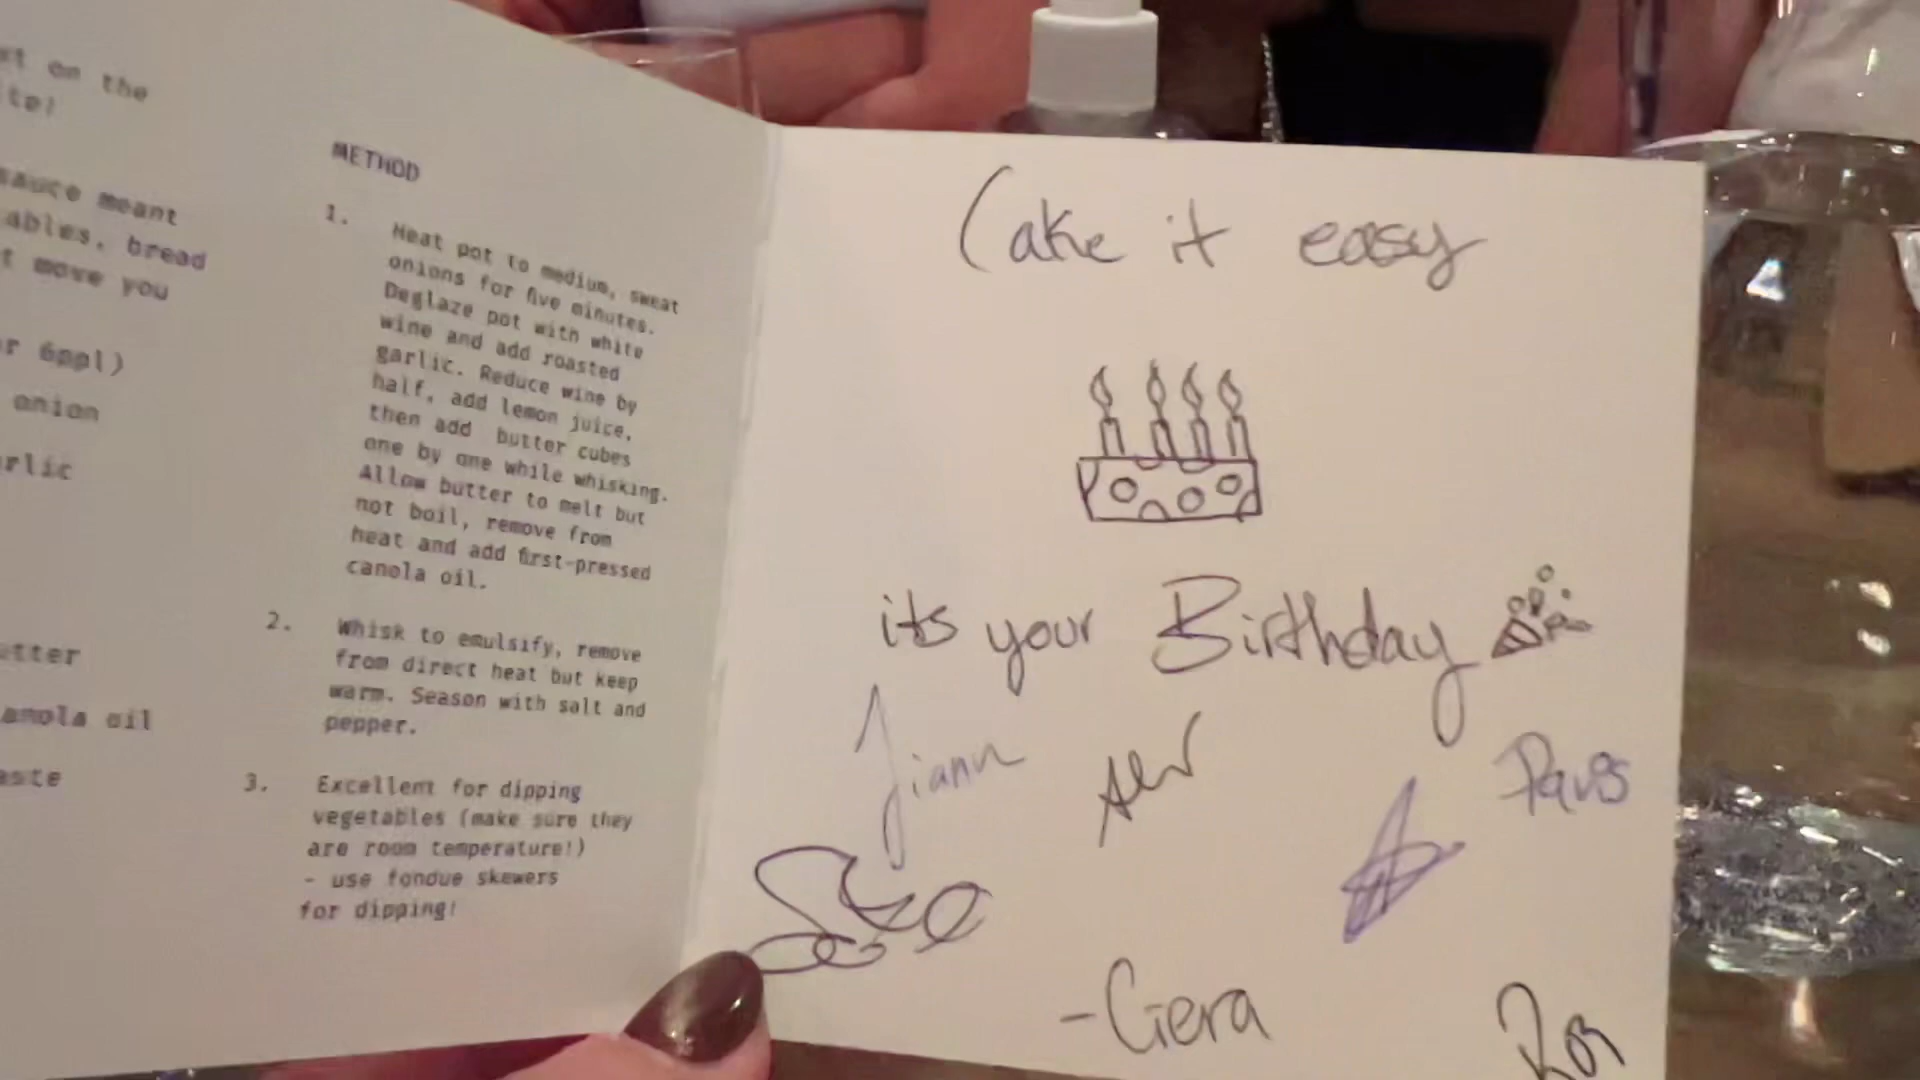 xt on the
ite!
sauce meant
ables, bread
t move you
r 6ppl)
onion
rlic
utter
anola oil
aste
METHOD
1. Heat pot to medium, sweat
onions for five minutes.
Deglaze pot with white
wine and add roasted
garlic. Reduce wine by
half, add lemon juice,
then add butter cubes
one by one while whisking.
Allow butter to melt but
not boil, remove from
heat and add first-pressed
canola oil.
2. Whisk to emulsify, remove
from direct heat but keep
warm. Season with salt and
pepper.
3. Excellent for dipping
vegetables (make sure they
are room temperature!)
- use fondue skewers
for dipping!
Cake it easy
its your Birthday
-Ciera